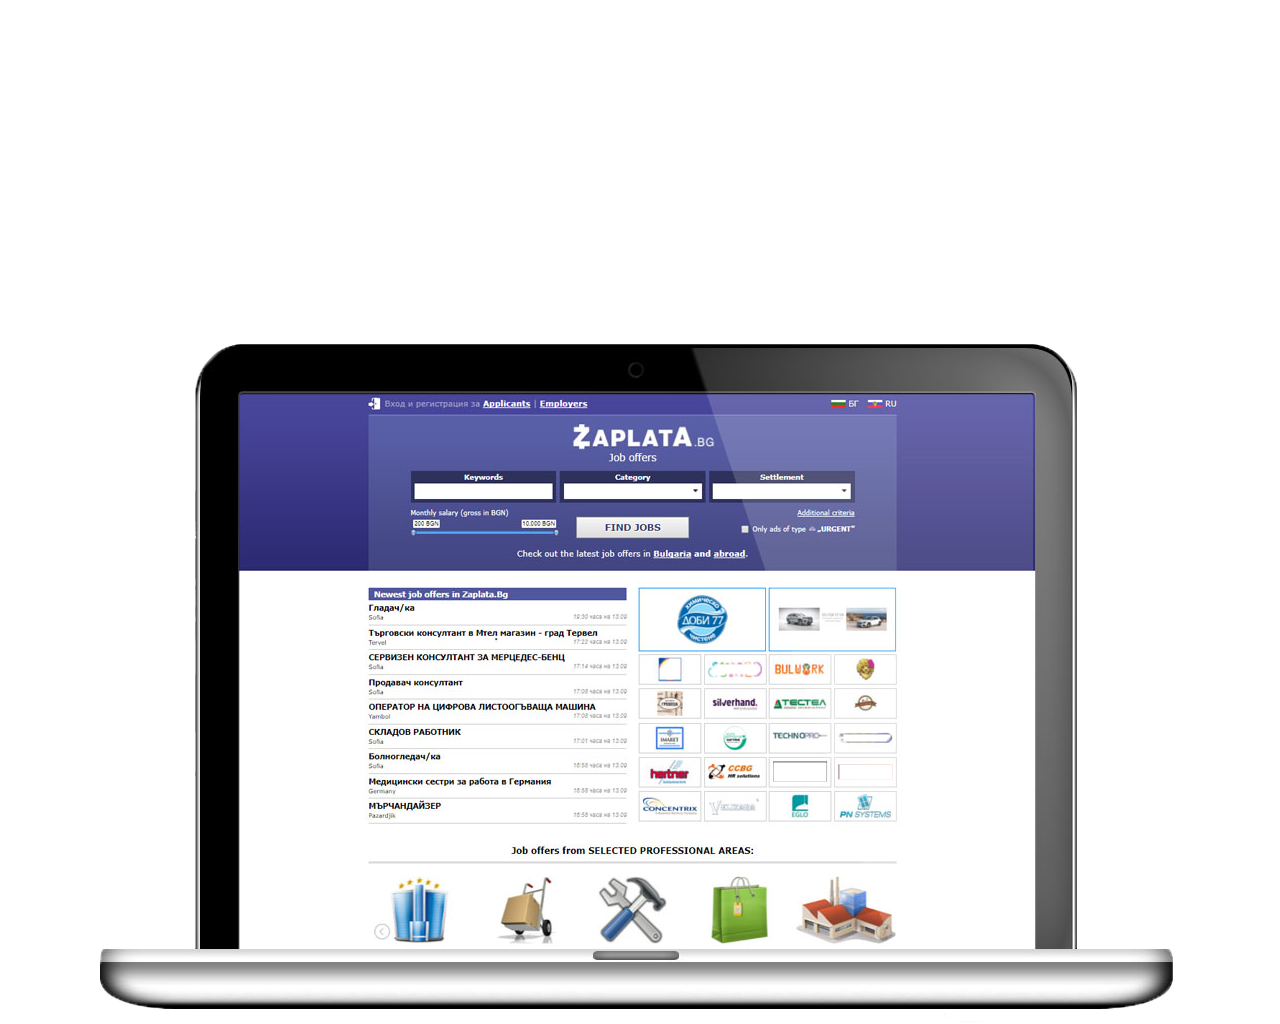 Вход и регистрация за Applicants | Employers
БГ RU
ZAPLATA.BG
Job offers
Keywords Category Settlement
Monthly salary (gross in BGN) Additional criteria
200 BGN 10,000 BGN
FIND JOBS
Only ads of type „URGENT"
Check out the latest job offers in Bulgaria and abroad.
Newest job offers in Zaplata.Bg
Гладач/ка
Sofia 19:30 часа на 13.09
Търговски консултант в Мтел магазин - град Тервел
Tervel 17:22 часа на 13.09
СЕРВИЗЕН КОНСУЛТАНТ ЗА МЕРЦЕДЕС-БЕНЦ
Sofia 17:14 часа на 13.09
Продавач консултант
Sofia 17:08 часа на 13.09
ОПЕРАТОР НА ЦИФРОВА ЛИСТООГЪВАЩА МАШИНА
Yambol 17:06 часа на 13.09
СКЛАДОВ РАБОТНИК
Sofia 17:01 часа на 13.09
Болногледач/ка
Sofia 16:58 часа на 13.09
Медицински сестри за работа в Германия
Germany 16:58 часа на 13.09
МЪРЧАНДАЙЗЕР
Pazardjik 16:58 часа на 13.09
ХИМИЧЕСКО
ДОБИ 77
ЧИСТЕНЕ
BULWARK
silverhand. ТЕСТЕЛ
IMARET TECHNOPRO
hartner CCBG
HR solutions
CONCENTRIX EGLO PN SYSTEMS
Job offers from SELECTED PROFESSIONAL AREAS: